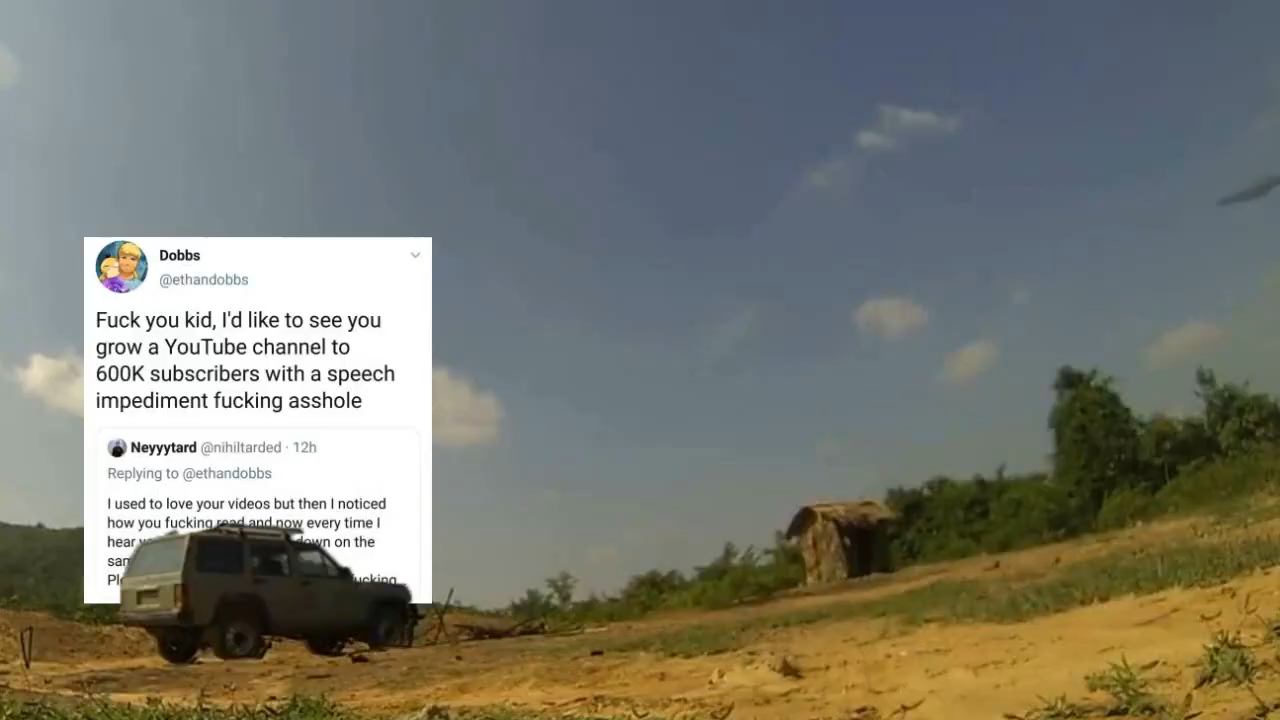 Dobbs
@ethandobbs
Fuck you kid, I'd like to see you
grow a YouTube channel to
600K subscribers with a speech
impediment fucking asshole
Neyyytard @nihiltarded · 12h
Replying to @ethandobbs
I used to love your videos but then I noticed
how you fucking read and now every time I
hear down on the